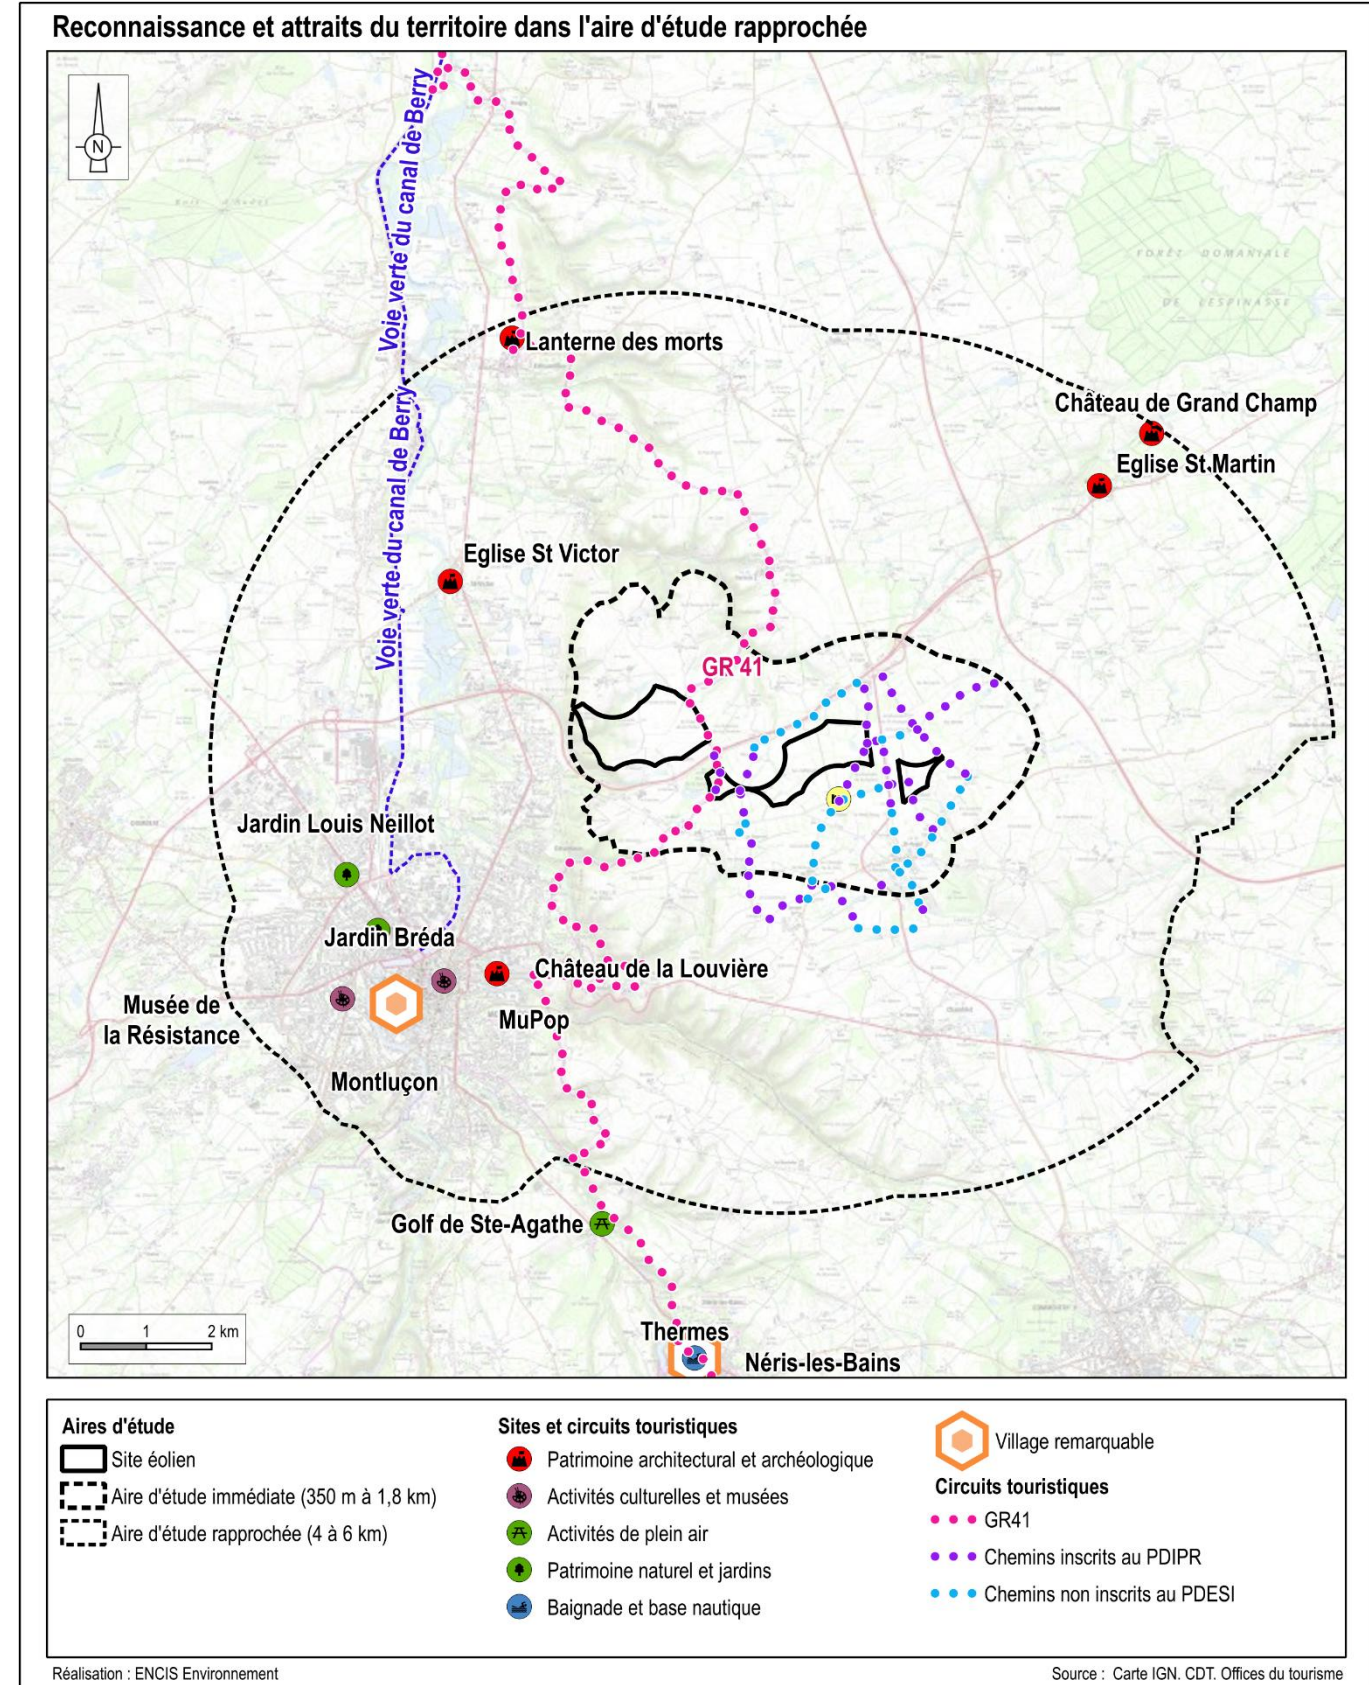 Reconnaissance et attraits du territoire dans l'aire d'étude rapprochée
N
Voie verte du canal de Berry
FORÊT DOMANIALE
DE LESPINASSE
Lanterne des morts
Château de Grand Champ
Eglise St Martin
Voie verte du canal de Berry
Eglise St Victor
GR 41
Jardin Louis Neillot
Jardin Bréda
Château de la Louvière
Musée de
la Résistance
MuPop
Montluçon
Golf de Ste-Agathe
0 1 2 km
Thermes
Néris-les-Bains
Aires d'étude
Site éolien
Aire d'étude immédiate (350 m à 1,8 km)
Aire d'étude rapprochée (4 à 6 km)
Sites et circuits touristiques
Patrimoine architectural et archéologique
Activités culturelles et musées
Activités de plein air
Patrimoine naturel et jardins
Baignade et base nautique
Village remarquable
Circuits touristiques
GR41
Chemins inscrits au PDIPR
Chemins non inscrits au PDESI
Réalisation : ENCIS Environnement
Source : Carte IGN. CDT. Offices du tourisme